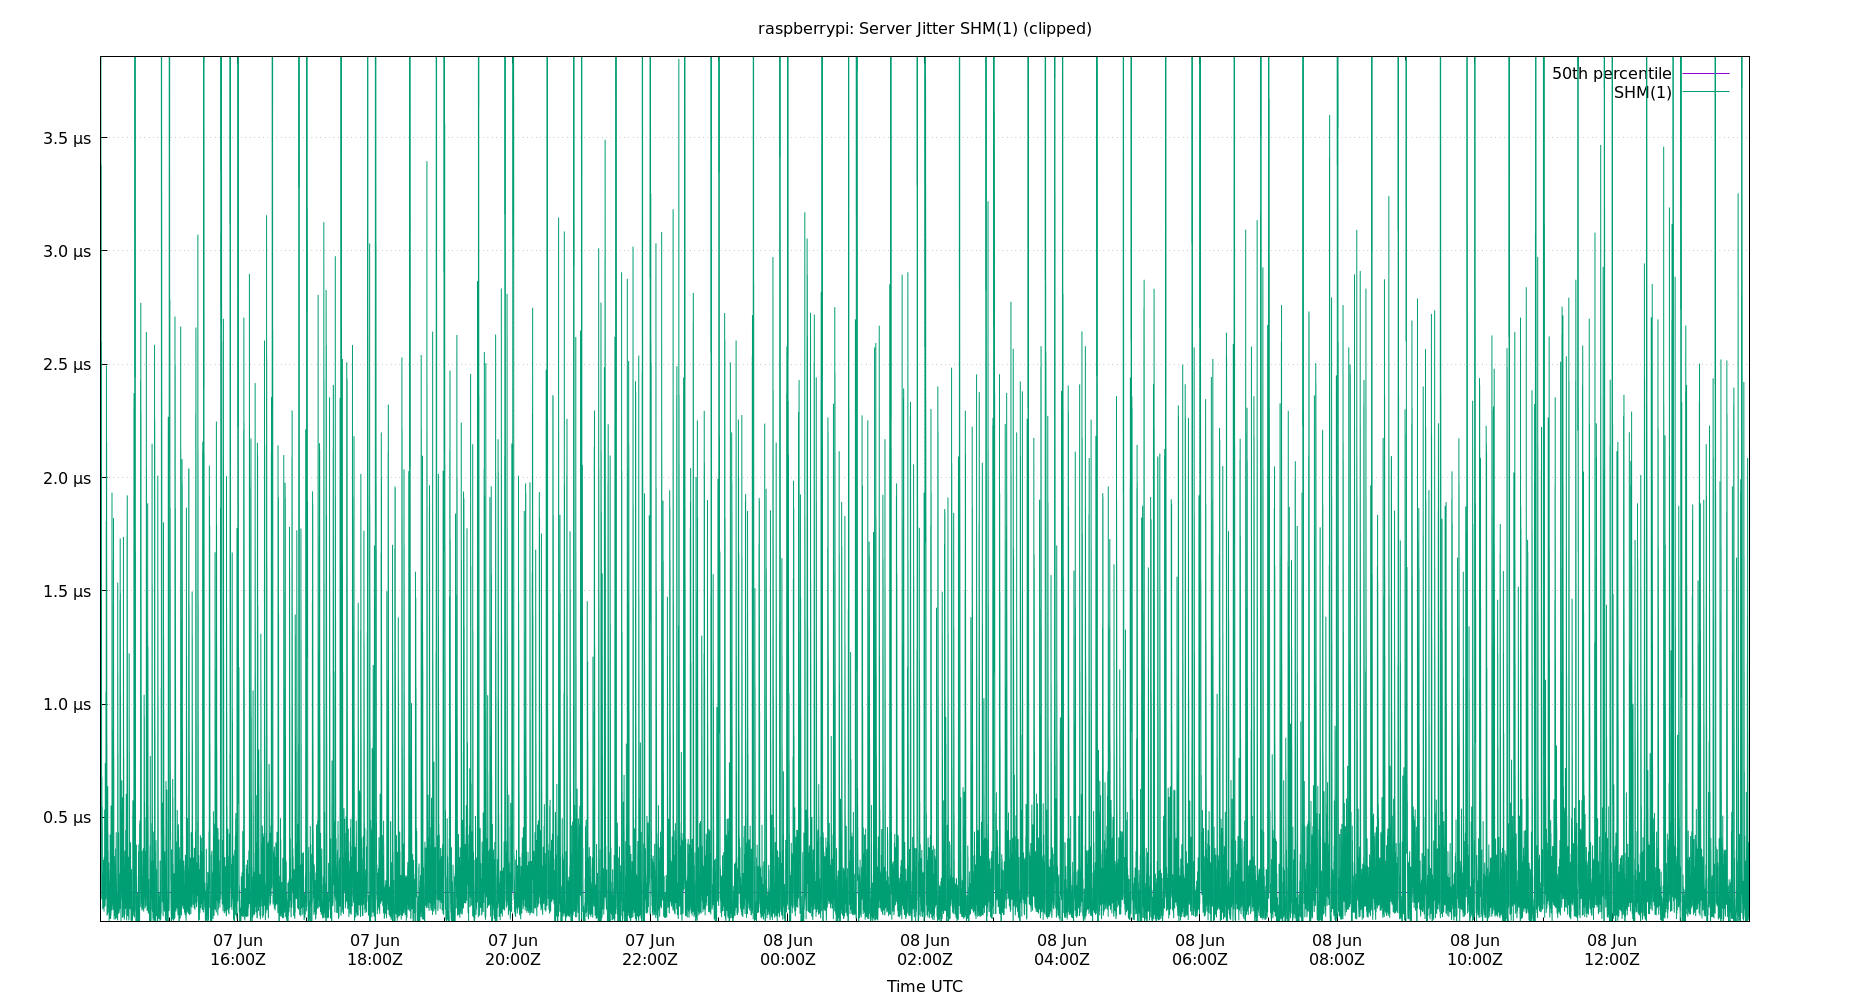 raspberrypi: Server Jitter SHM(1) (clipped)
50th percentile
SHM(1)
3.5 μs
3.0 μs
2.5 μs
2.0 μs
1.5 μs
1.0 μs
0.5 μs
07 Jun 07 Jun 07 Jun 07 Jun 08 Jun 08 Jun 08 Jun 08 Jun 08 Jun 08 Jun 08 Jun
16:00Z 18:00Z 20:00Z 22:00Z 00:00Z 02:00Z 04:00Z 06:00Z 08:00Z 10:00Z 12:00Z
Time UTC